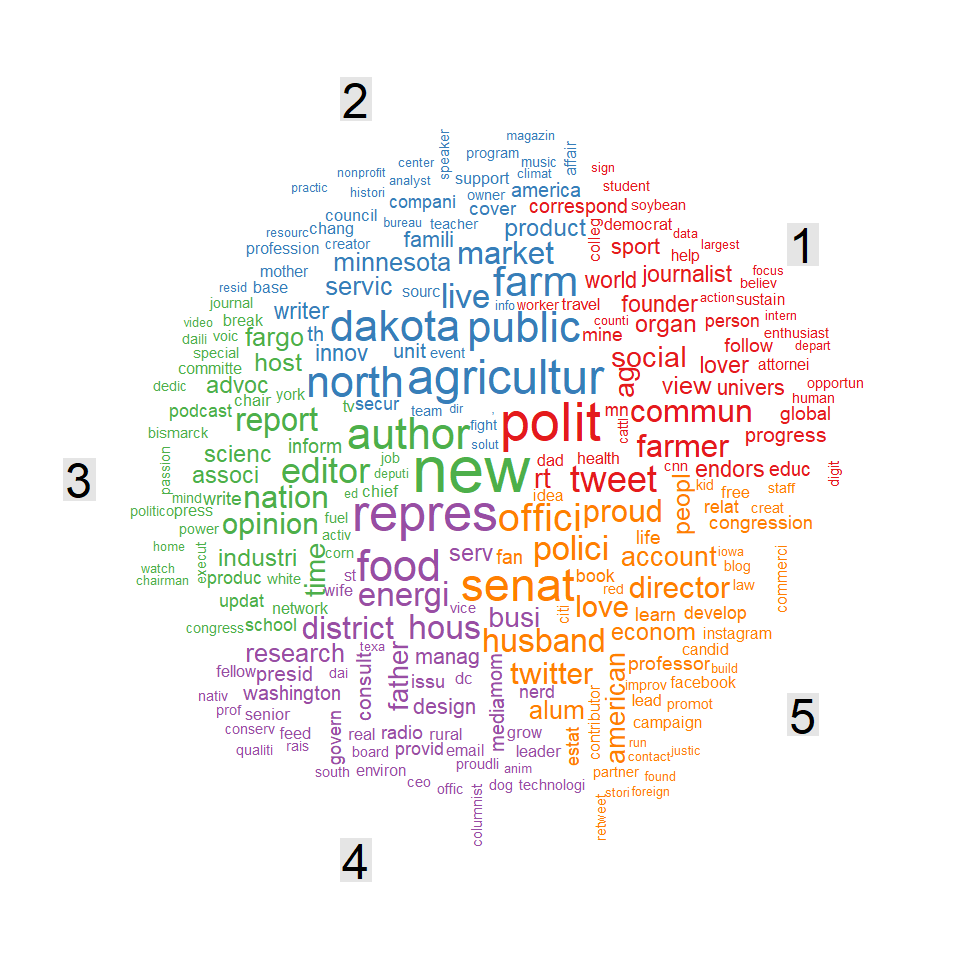 2
magazin
speaker
program
music
affair
center
nonprofit
analyst
support
climat
sign
practic
histori
compani
owner
america
student
council
cover
correspond
soybean
resourc
chang
bureau
teacher
product
colleg
democrat
data
1
profession
creator
famili
market
sport
help
largest
mother
minnesota
farm
world
journalist
focus
believ
resid
base
servic
sourc
live
info
worker
travel
founder
action
sustain
journal
writer
dakota
public
counti
organ
person
intern
video
break
mine
enthusiast
daili
voic
fargo
th
innov
unit
event
social
follow
depart
special
host
north
agricultur
ag
lover
attornei
committe
view
univers
opportun
dedic
advoc
york
tv
secur
team
dir
,
polit
mn
commun
human
podcast
chair
report
author
fight
cattl
global
bismarck
inform
solut
farmer
progress
3
passion
scienc
job
new
dad
health
cnn
endors
educ
digit
associ
editor
deputi
rt
tweet
kid
staff
mind
write
nation
ed
chief
idea
peopl
free
politico
press
repres
offici
proud
relat
creat
power
opinion
fuel
activ
congression
home
execut
industri
time
corn
serv
fan
polici
life
account
iowa
commerci
watch
chairman
produc
white
st
food
senat
book
blog
wife
energi
red
director
law
updat
network
vice
citi
love
learn
develop
congress
school
district
hous
busi
econom
instagram
research
texa
husband
candid
fellow
presid
dai
consult
father
manag
twitter
american
professor
build
nativ
washington
issu
dc
media
mom
nerd
improv
facebook
prof
senior
design
alum
contributor
lead
promot
conserv
feed
govern
real
radio
rural
grow
estat
campaign
5
qualiti
rais
board
provid
email
leader
run
contact
justic
south
environ
proudli
anim
partner
found
ceo
offic
dog
technologi
stori
foreign
columnist
retweet
4